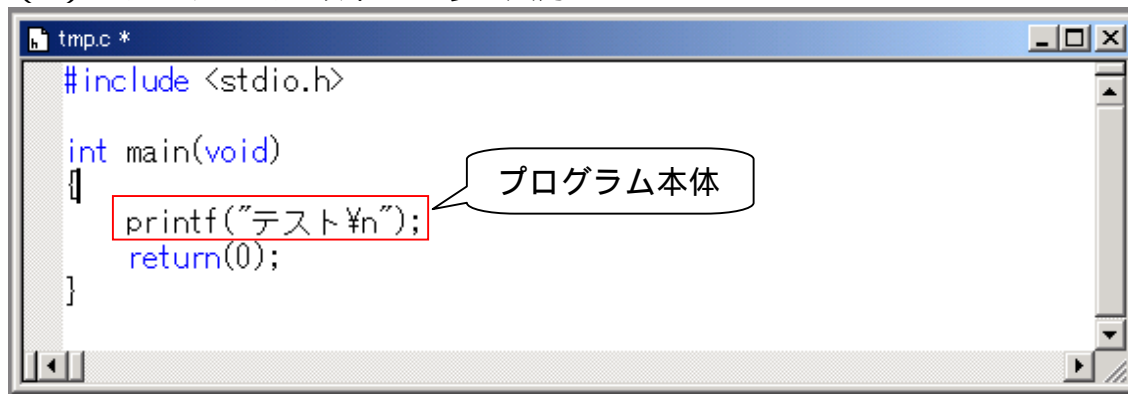 tmp.c *
#include <stdio.h>
int main(void)
{
プログラム本体
printf("テスト¥n");
return(0);
}